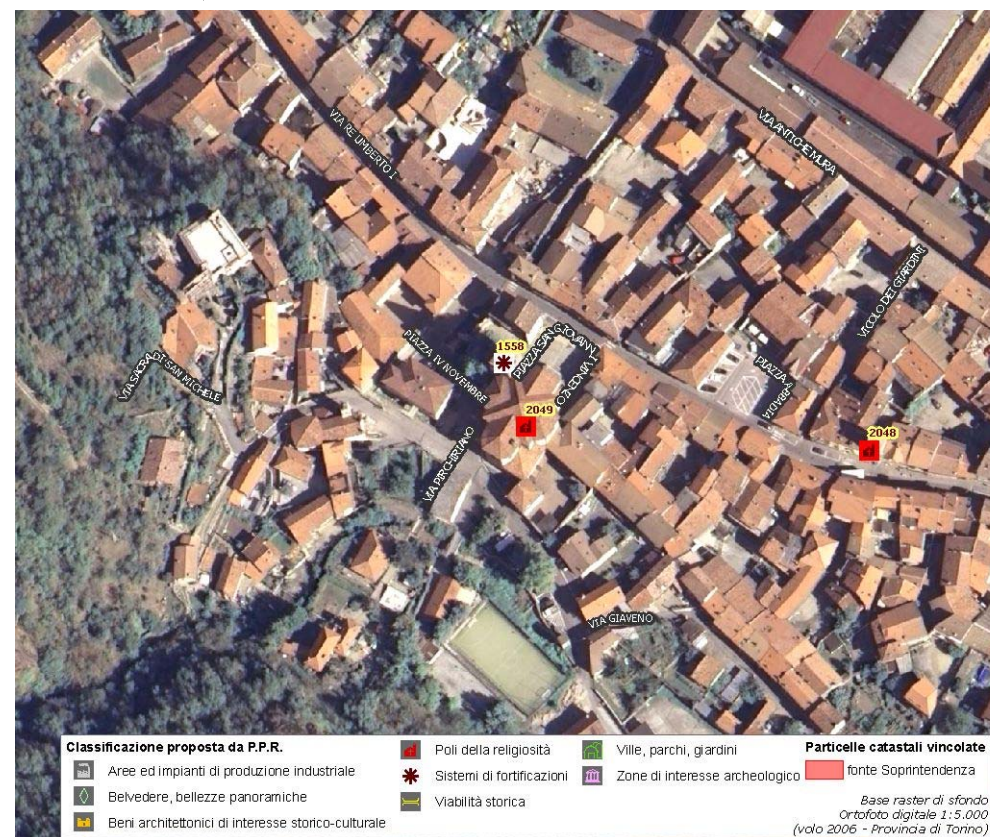 VIA RE UMBERTO I
VIA ANTICHE MURA
VICOLO DEI GIARDINI
PIAZZA SAN GIOVANNI
VINCENZO
1558
PIAZZA IV NOVEMBRE
VIA SACRA DI SAN MICHELE
2049
PIAZZA ABBADIA
2048
VIA PIRCHIRIANO
VIA GIAVENO
Classificazione proposta da P.P.R.
Aree ed impianti di produzione industriale
Belvedere, bellezze panoramiche
Beni architettonici di interesse storico-culturale
Poli della religiosità
Sistemi di fortificazioni
Viabilità storica
Ville, parchi, giardini
Zone di interesse archeologico
Particelle catastali vincolate
fonte Soprintendenza
Base raster di sfondo
Ortofoto digitale 1:5.000
(volo 2006 - Provincia di Torino)